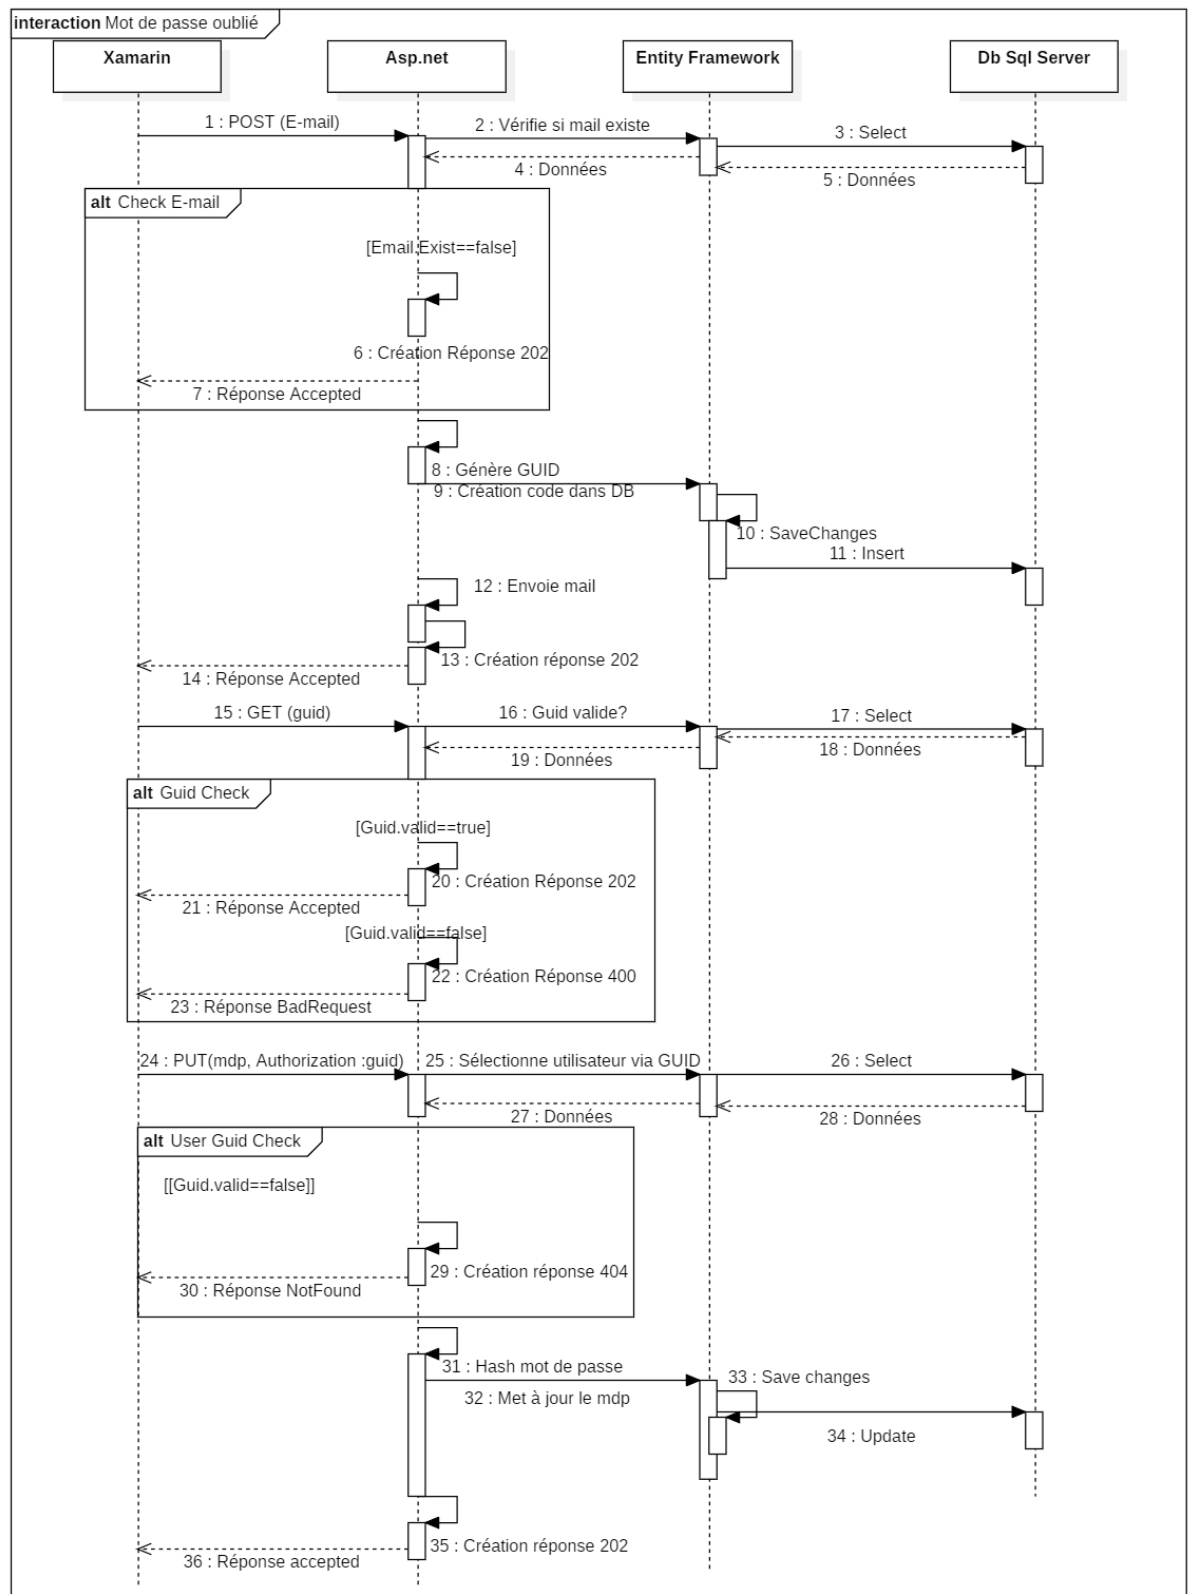 interaction Mot de passe oublié
Xamarin
Asp.net
Entity Framework
Db Sql Server
1 : POST (E-mail)
2 : Vérifie si mail existe
3 : Select
4 : Données
5 : Données
alt Check E-mail
[Email.Exist==false]
6 : Création Réponse 202
7 : Réponse Accepted
8 : Génère GUID
9 : Création code dans DB
10 : SaveChanges
11 : Insert
12 : Envoie mail
13 : Création réponse 202
14 : Réponse Accepted
15 : GET (guid)
16 : Guid valide?
17 : Select
18 : Données
19 : Données
alt Guid Check
[Guid.valid==true]
20 : Création Réponse 202
21 : Réponse Accepted
[Guid.valid==false]
22 : Création Réponse 400
23 : Réponse BadRequest
24 : PUT(mdp, Authorization :guid)
25 : Sélectionne utilisateur via GUID
26 : Select
27 : Données
28 : Données
alt User Guid Check
[[Guid.valid==false]]
29 : Création réponse 404
30 : Réponse NotFound
31 : Hash mot de passe
32 : Met à jour le mdp
33 : Save changes
34 : Update
35 : Création réponse 202
36 : Réponse accepted